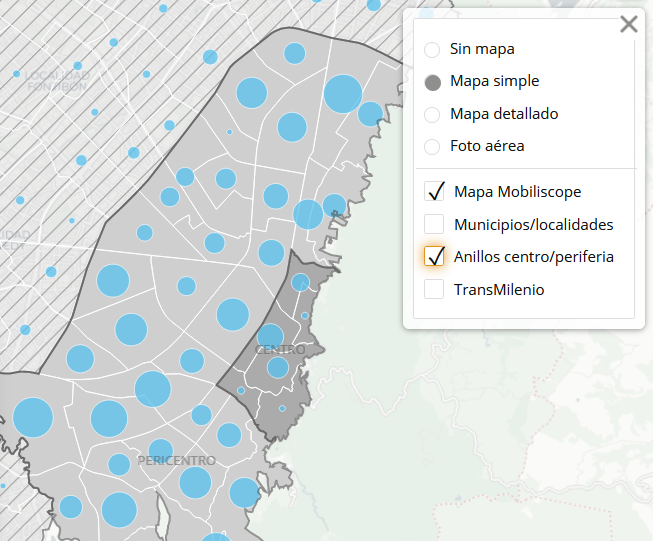 Sin mapa
Mapa simple
Mapa detallado
Foto aérea
Mapa Mobiliscope
Municipios/localidades
Anillos centro/periferia
TransMilenio
LOCALIDAD
FONTIBÓN
CENTRO
PERICENTRO